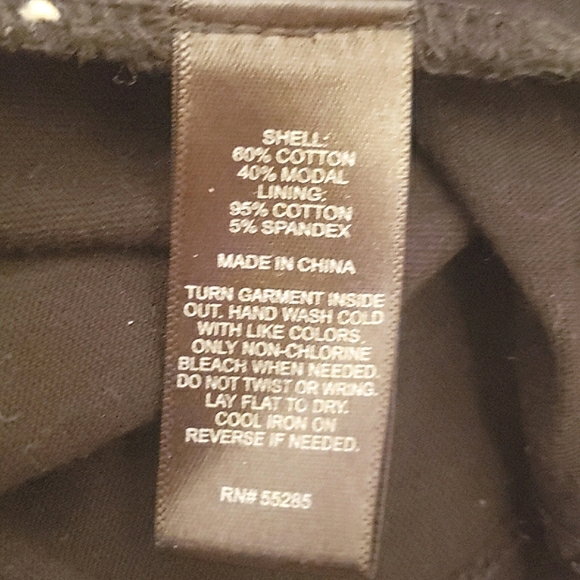 SHELL:
60% COTTON
40% MODAL
LINING:
95% COTTON
5% SPANDEX
MADE IN CHINA
TURN GARMENT INSIDE
OUT. HAND WASH COLD
WITH LIKE COLORS.
ONLY NON-CHLORINE
BLEACH WHEN NEEDED.
DO NOT TWIST OR WRING.
LAY FLAT TO DRY.
COOL IRON ON
REVERSE IF NEEDED.
RN# 55285